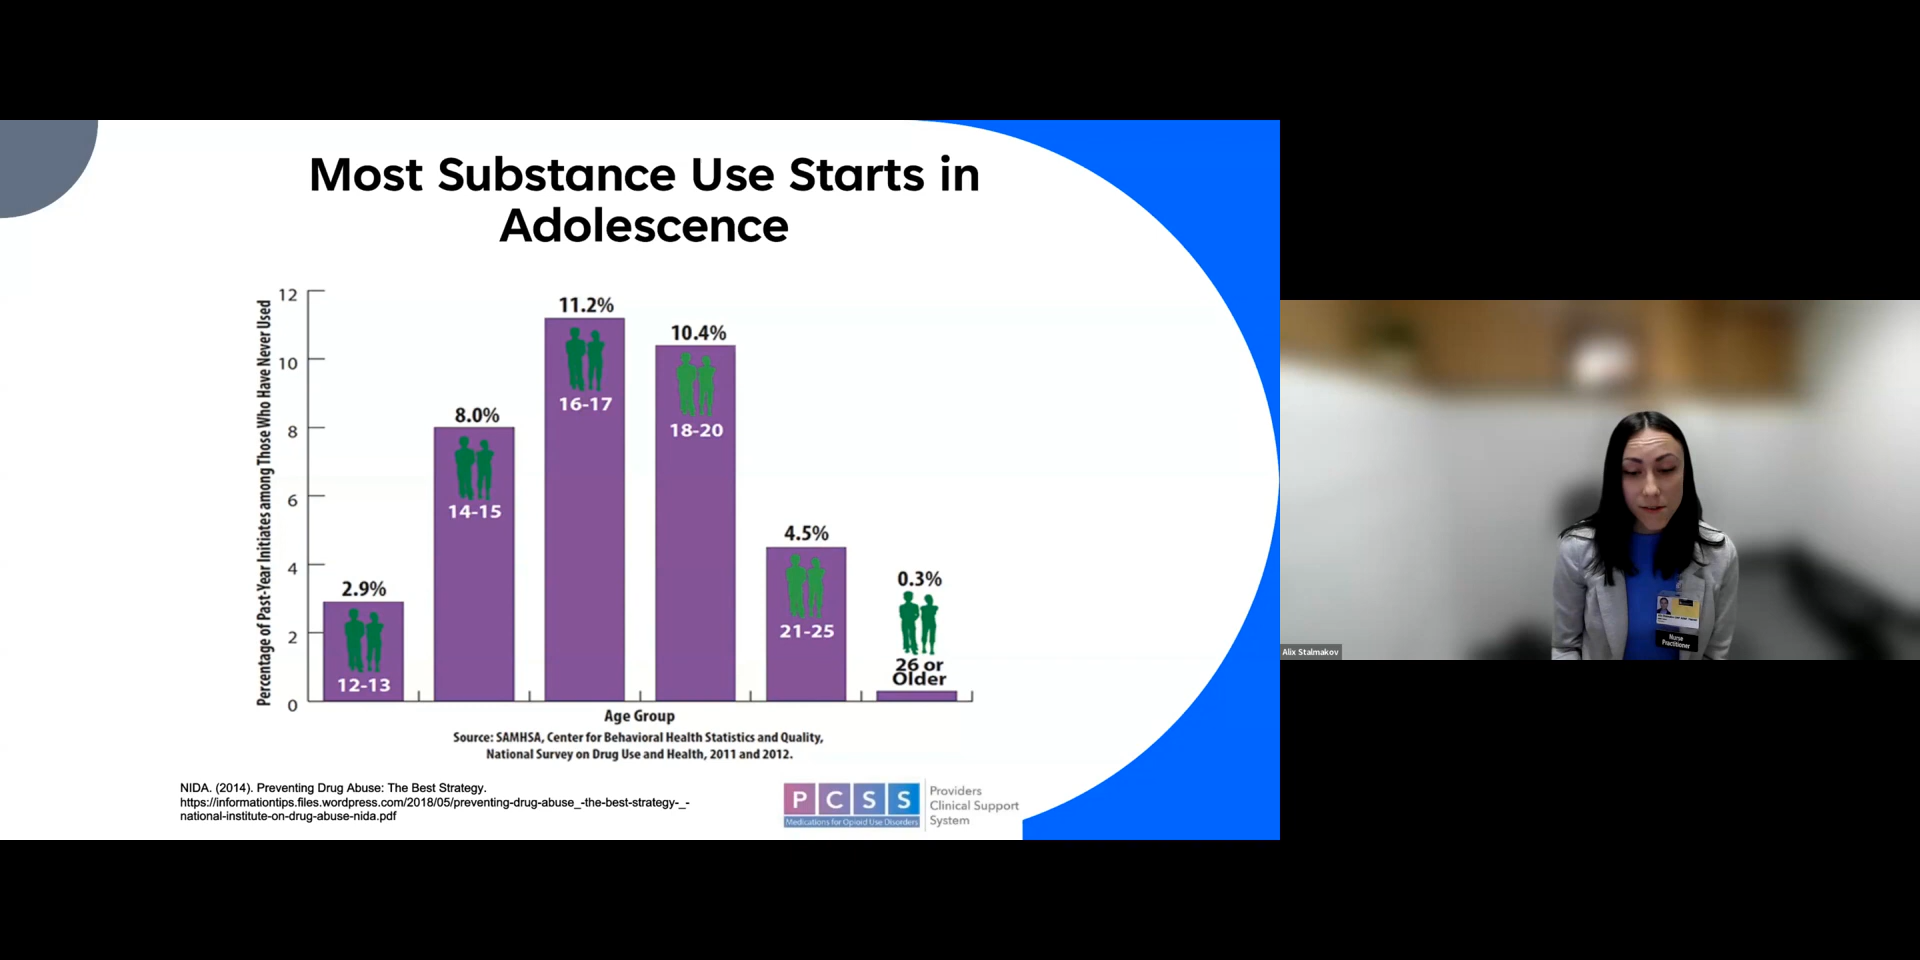 Most Substance Use Starts in
Adolescence
Percentage of Past-Year Initiates among Those Who Have Never Used
12
10
8
6
4
2
0
2.9%
12-13
8.0%
14-15
11.2%
16-17
10.4%
18-20
4.5%
21-25
0.3%
26 or
Older
Age Group
Source: SAMHSA, Center for Behavioral Health Statistics and Quality,
National Survey on Drug Use and Health, 2011 and 2012.
NIDA. (2014). Preventing Drug Abuse: The Best Strategy.
https://informationtips.files.wordpress.com/2018/05/preventing-drug-abuse_-the-best-strategy-_-
national-institute-on-drug-abuse-nida.pdf
PCSS
Medications for Opioid Use Disorders
Providers
Clinical Support
System
Alix Stalmakov
Nurse
Practitioner